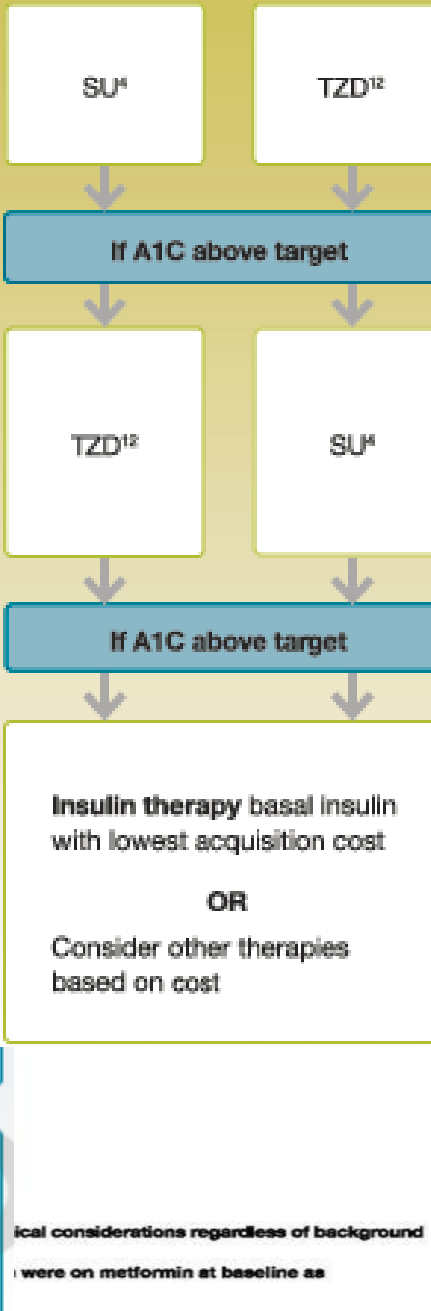 SU⁴ TZD¹²
If A1C above target
TZD¹² SU⁴
If A1C above target
Insulin therapy basal insulin
with lowest acquisition cost
OR
Consider other therapies
based on cost
ical considerations regardless of background
were on metformin at baseline as